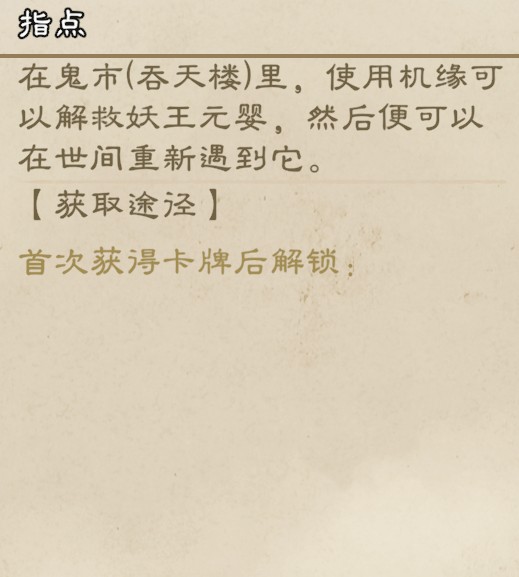 指点
在鬼市(吞天楼)里，使用机缘可
以解救妖王元婴，然后便可以
在世间重新遇到它。
【获取途径】
首次获得卡牌后解锁：